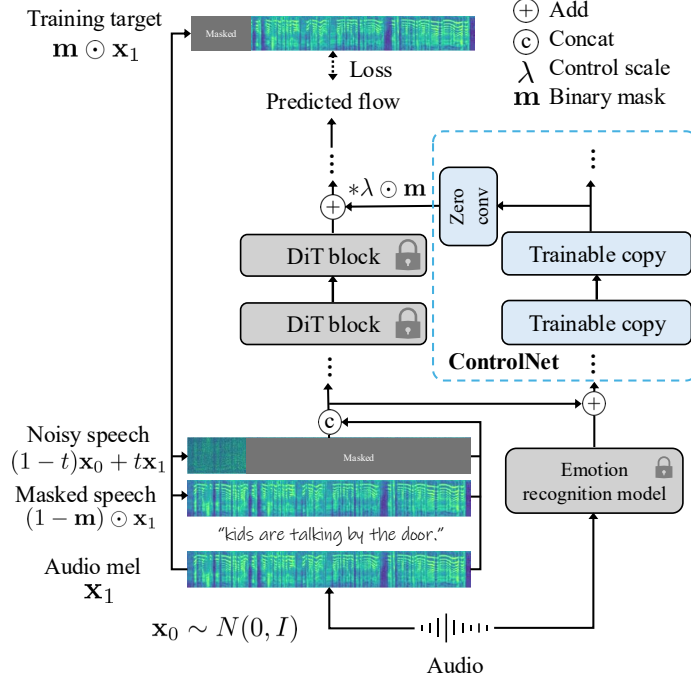 Training target
m ⊙ x₁
Masked
+ Add
c Concat
λ Control scale
m Binary mask
Loss
Predicted flow
*λ ⊙ m
+
Zero conv
DiT block
Trainable copy
DiT block
Trainable copy
ControlNet
c
+
Noisy speech
(1 − t)x₀ + tx₁
Masked
Masked speech
(1 − m) ⊙ x₁
Emotion
recognition model
"kids are talking by the door."
Audio mel
x₁
x₀ ∼ N(0, I)
Audio